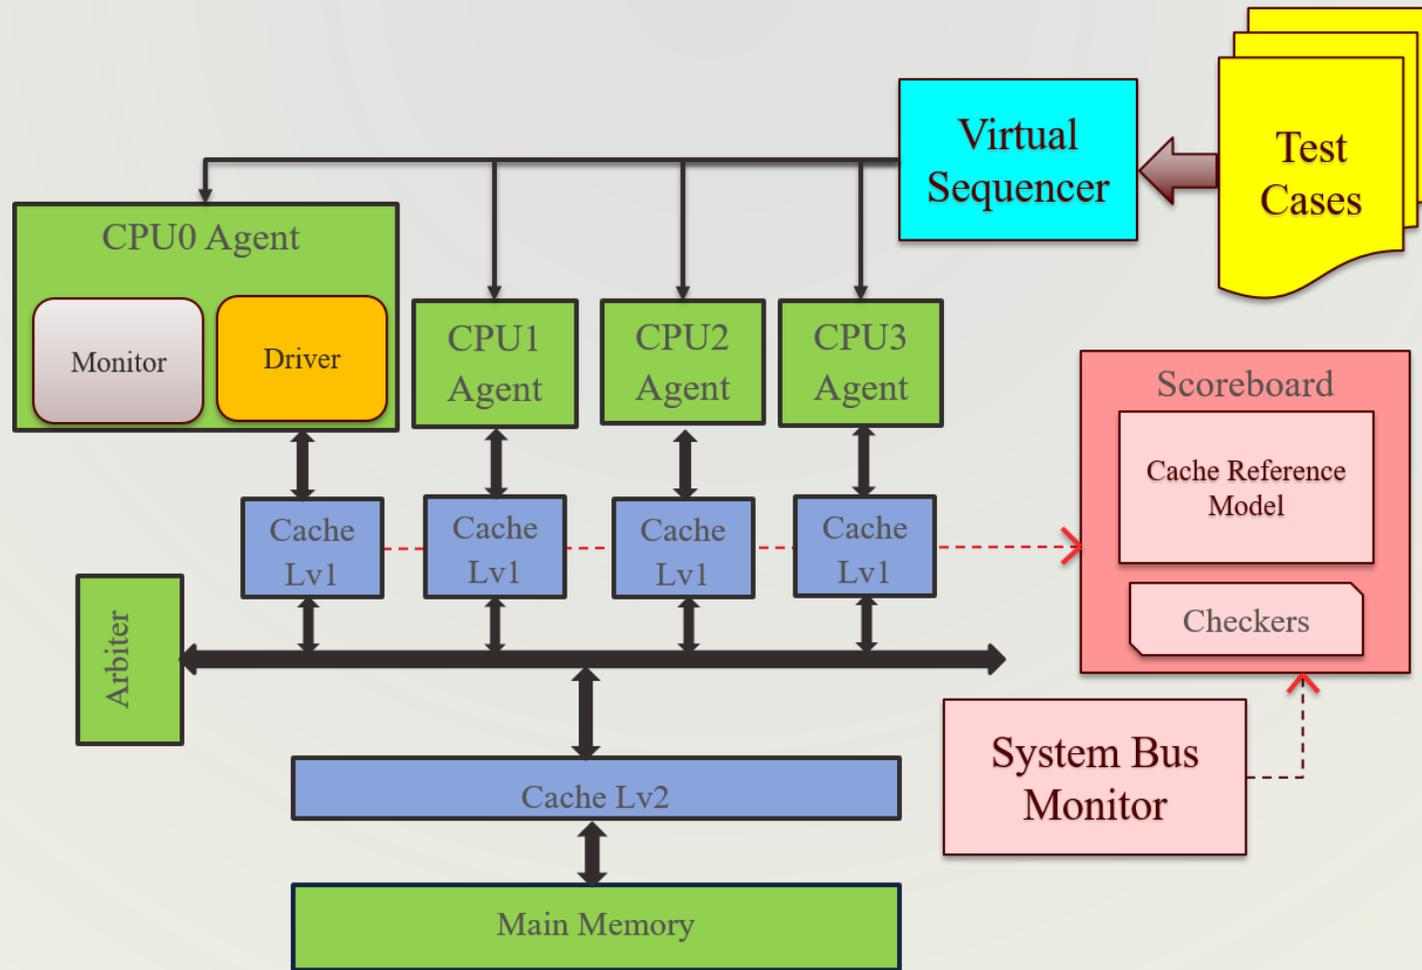 Virtual
Sequencer
Test
Cases
CPU0 Agent
Monitor
Driver
CPU1
Agent
CPU2
Agent
CPU3
Agent
Scoreboard
Cache Reference
Model
Checkers
Cache
Lv1
Cache
Lv1
Cache
Lv1
Cache
Lv1
Arbiter
System Bus
Monitor
Cache Lv2
Main Memory